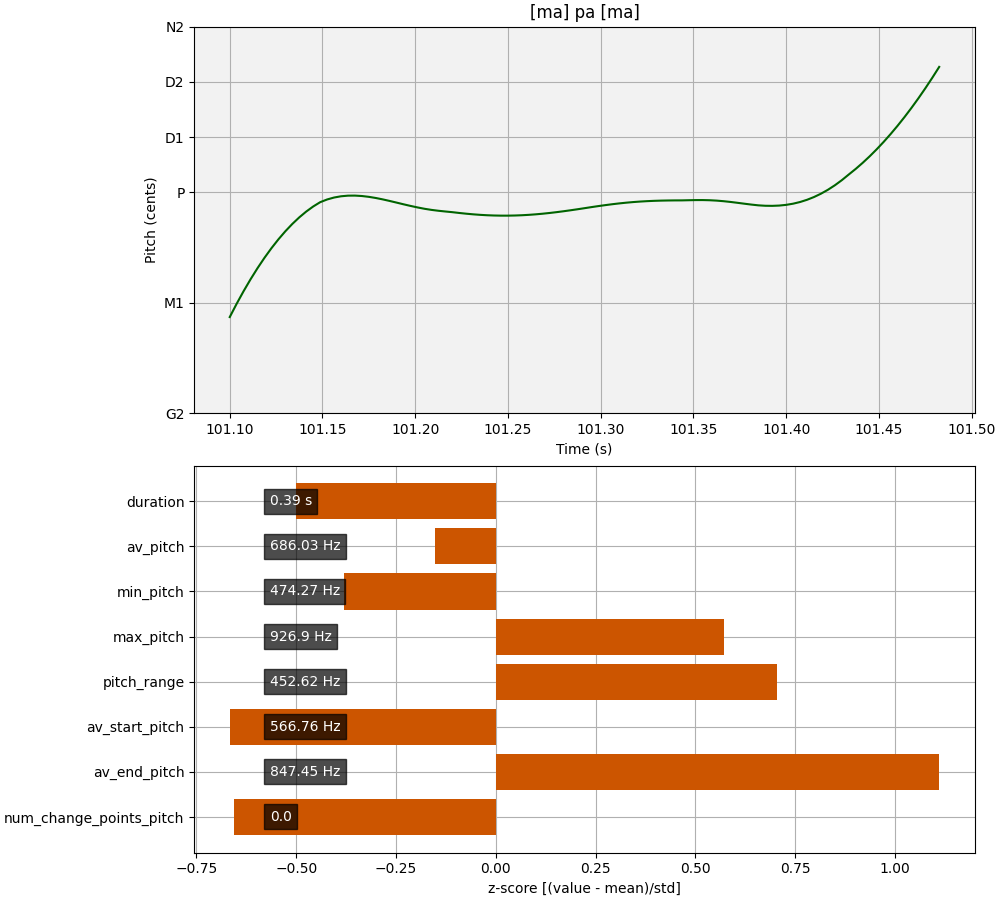 [ma] pa [ma]
N2
D2
D1
P
M1
G2
Pitch (cents)
101.10 101.15 101.20 101.25 101.30 101.35 101.40 101.45 101.50
Time (s)
duration 0.39 s
av_pitch 686.03 Hz
min_pitch 474.27 Hz
max_pitch 926.9 Hz
pitch_range 452.62 Hz
av_start_pitch 566.76 Hz
av_end_pitch 847.45 Hz
num_change_points_pitch 0.0
−0.75 −0.50 −0.25 0.00 0.25 0.50 0.75 1.00
z-score [(value - mean)/std]